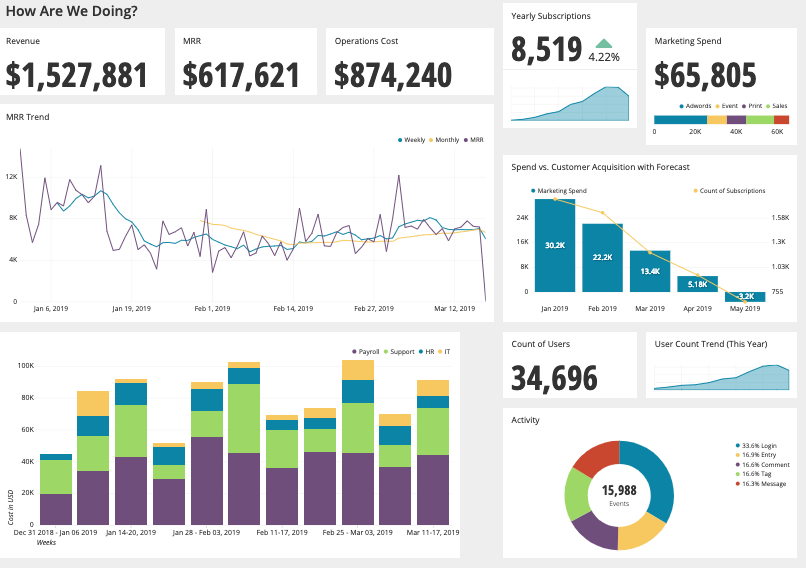 How Are We Doing?
Revenue
$1,527,881
MRR
$617,621
Operations Cost
$874,240
Yearly Subscriptions
8,519
4.22%
Marketing Spend
$65,805
Adwords Event Print Sales
0 20K 40K 60K
MRR Trend
Weekly Monthly MRR
12K
8K
4K
0
Jan 6, 2019 Jan 19, 2019 Feb 1, 2019 Feb 14, 2019 Feb 27, 2019 Mar 12, 2019
Spend vs. Customer Acquisition with Forecast
Marketing Spend Count of Subscriptions
24K
16K
8K
0
30.2K
22.2K
13.4K
5.18K
-3.2K
1.58K
1.3K
1.03K
755
Jan 2019 Feb 2019 Mar 2019 Apr 2019 May 2019
Payroll Support HR IT
100K
80K
60K
40K
20K
0
Cost in USD
Dec 31 2018 - Jan 06 2019 Jan 14-20, 2019 Jan 28 - Feb 03, 2019 Feb 11-17, 2019 Feb 25 - Mar 03, 2019 Mar 11-17, 2019
Weeks
Count of Users
34,696
User Count Trend (This Year)
Activity
15,988
Events
33.6% Login
16.9% Entry
16.6% Comment
16.6% Tag
16.3% Message